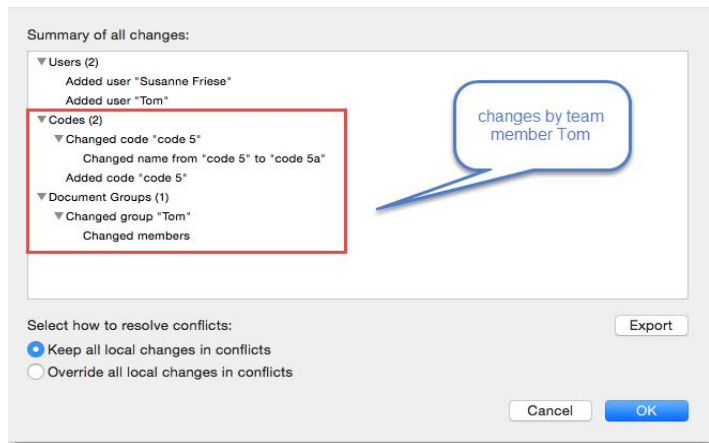 Summary of all changes:
Users (2)
Added user "Susanne Friese"
Added user "Tom"
Codes (2)
Changed code "code 5"
Changed name from "code 5" to "code 5a"
Added code "code 5"
Document Groups (1)
Changed group "Tom"
Changed members
changes by team
member Tom
Select how to resolve conflicts:
Export
Keep all local changes in conflicts
Override all local changes in conflicts
Cancel
OK